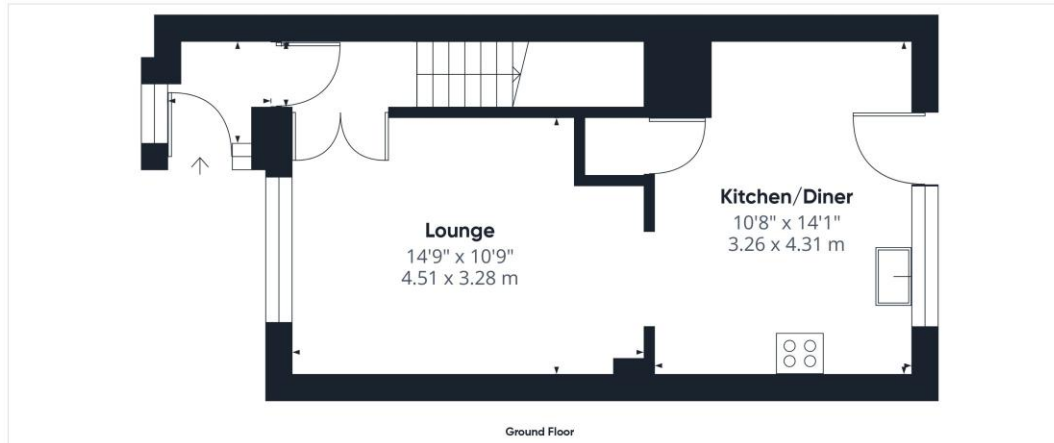 Lounge
14'9" x 10'9"
4.51 x 3.28 m
Kitchen/Diner
10'8" x 14'1"
3.26 x 4.31 m
Ground Floor